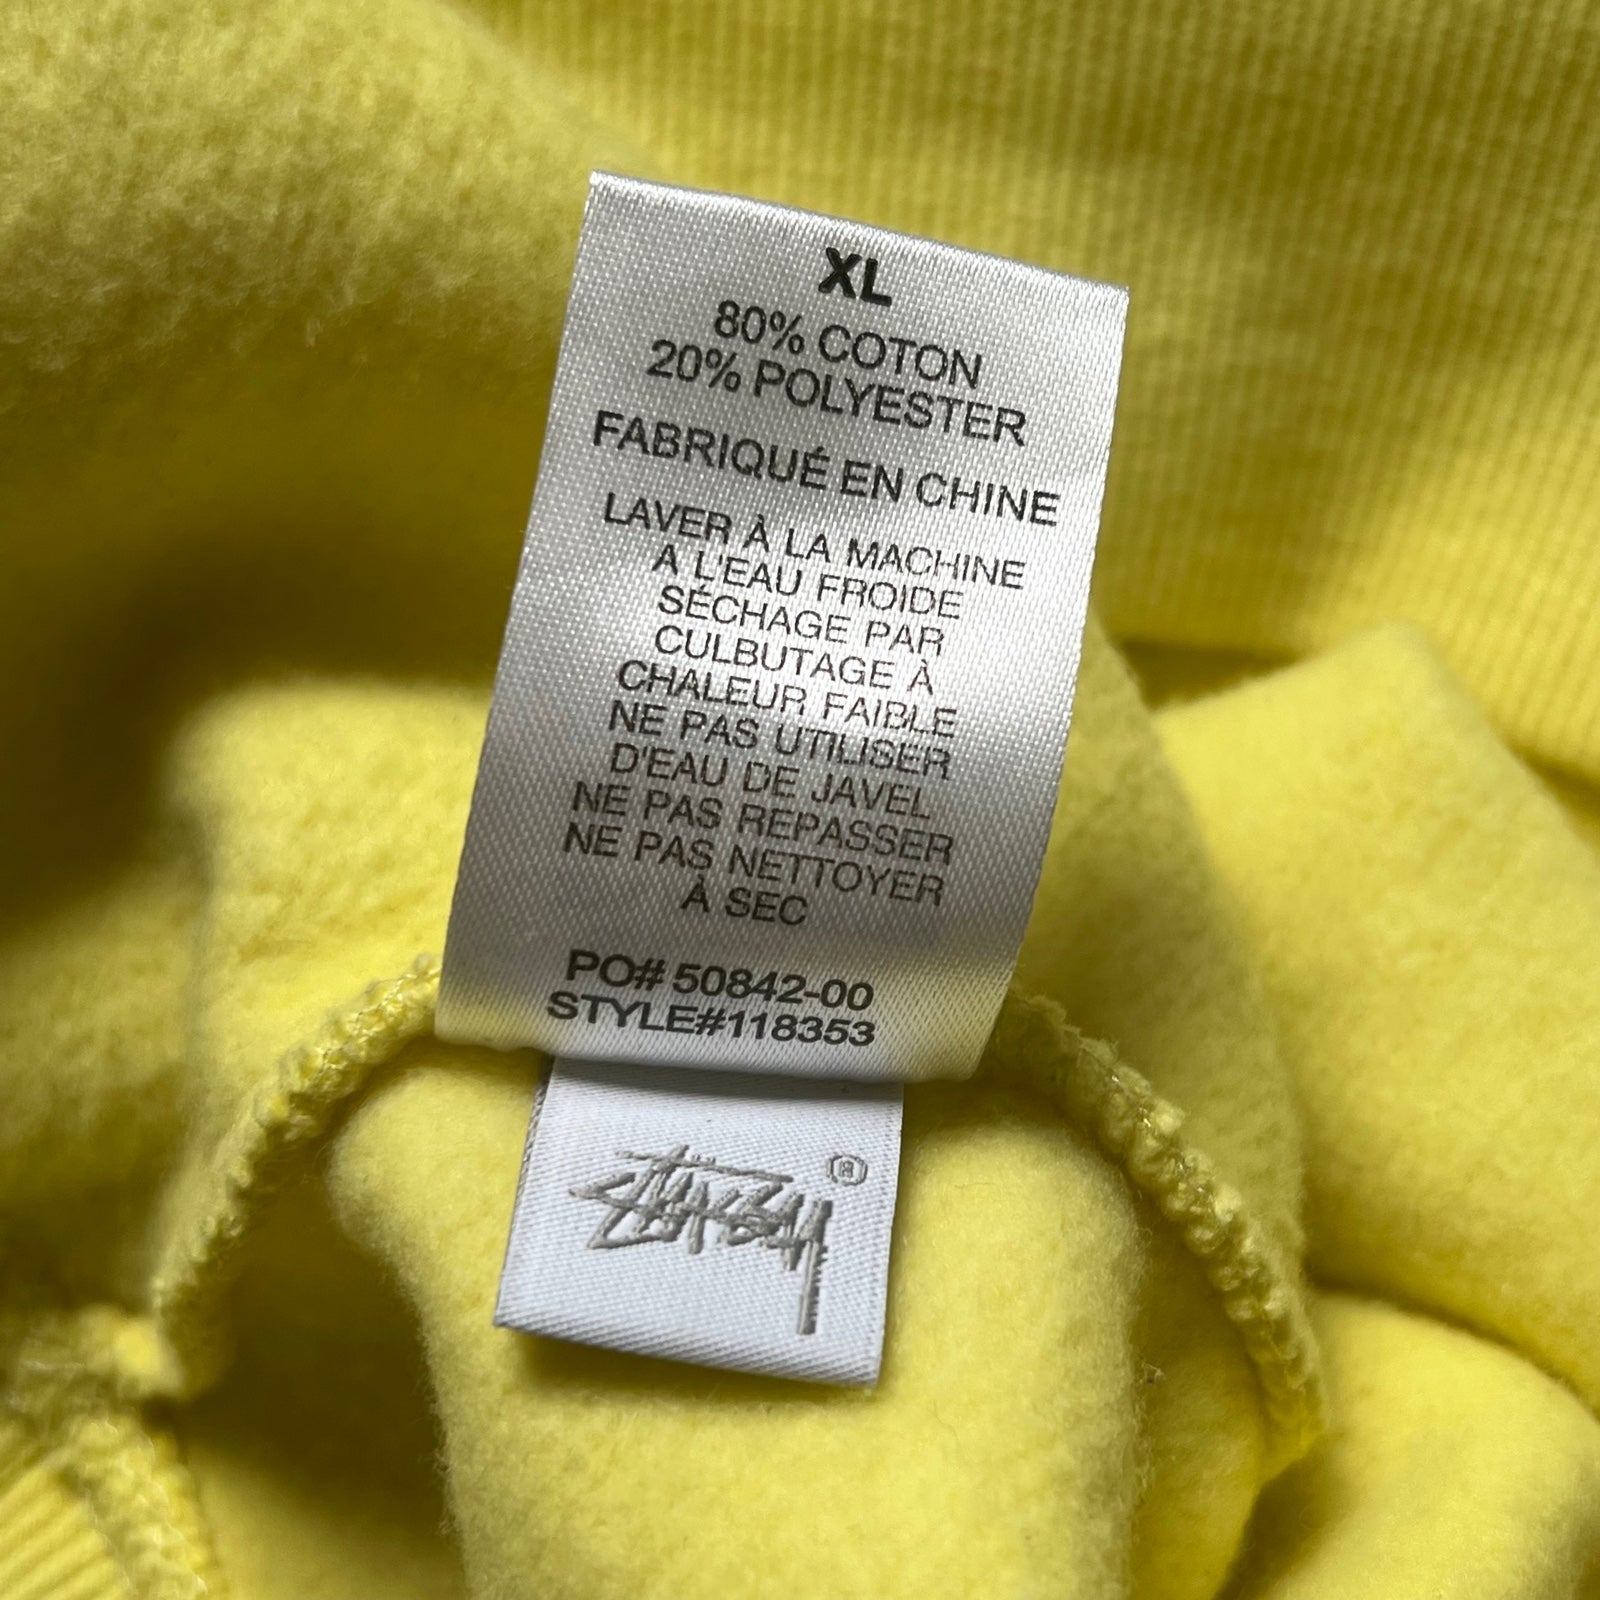 XL
80% COTON
20% POLYESTER
FABRIQUÉ EN CHINE
LAVER À LA MACHINE
A L'EAU FROIDE
SÉCHAGE PAR
CULBUTAGE À
CHALEUR FAIBLE
NE PAS UTILISER
D'EAU DE JAVEL
NE PAS REPASSER
NE PAS NETTOYER
À SEC
PO# 50842-00
STYLE#118353
Stüssy ®